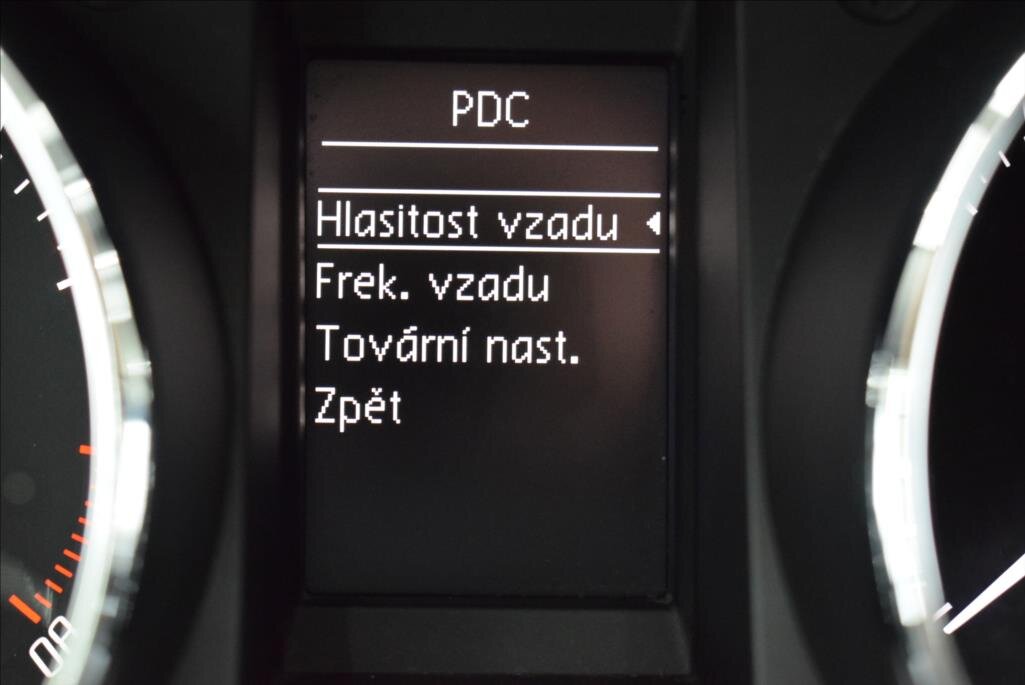 PDC
Hlasitost vzadu
Frek. vzadu
Tovární nast.
Zpět